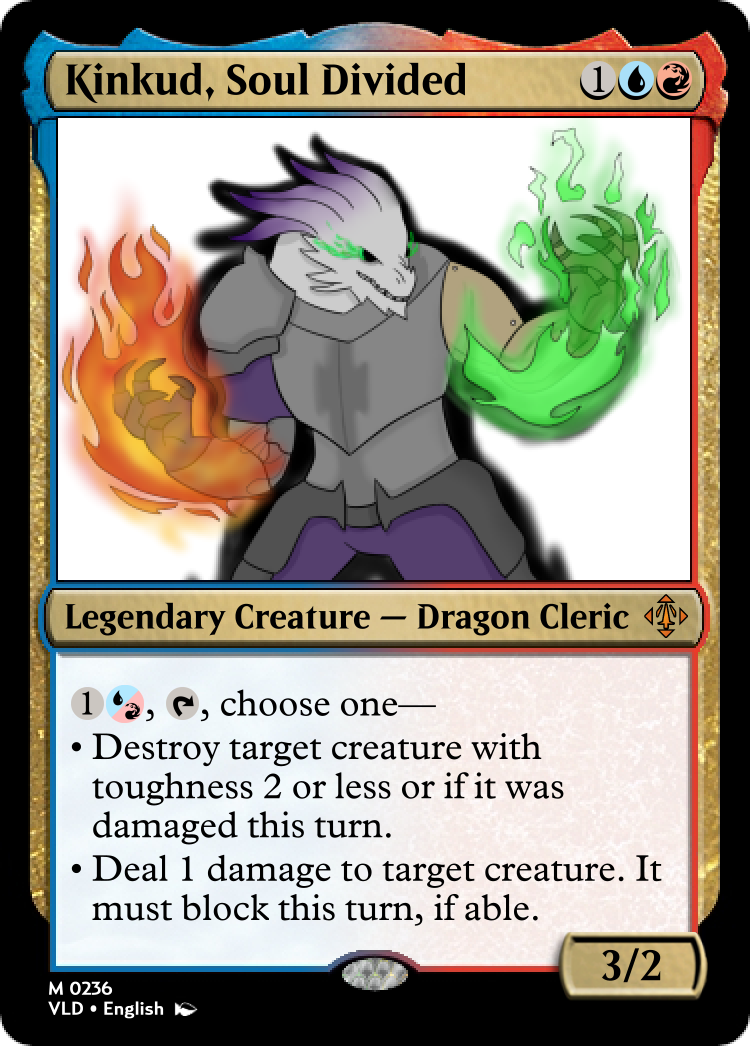 Kinkud, Soul Divided 1
Legendary Creature — Dragon Cleric
1 , , choose one—
• Destroy target creature with
toughness 2 or less or if it was
damaged this turn.
• Deal 1 damage to target creature. It
must block this turn, if able.
3/2
M 0236
VLD • English